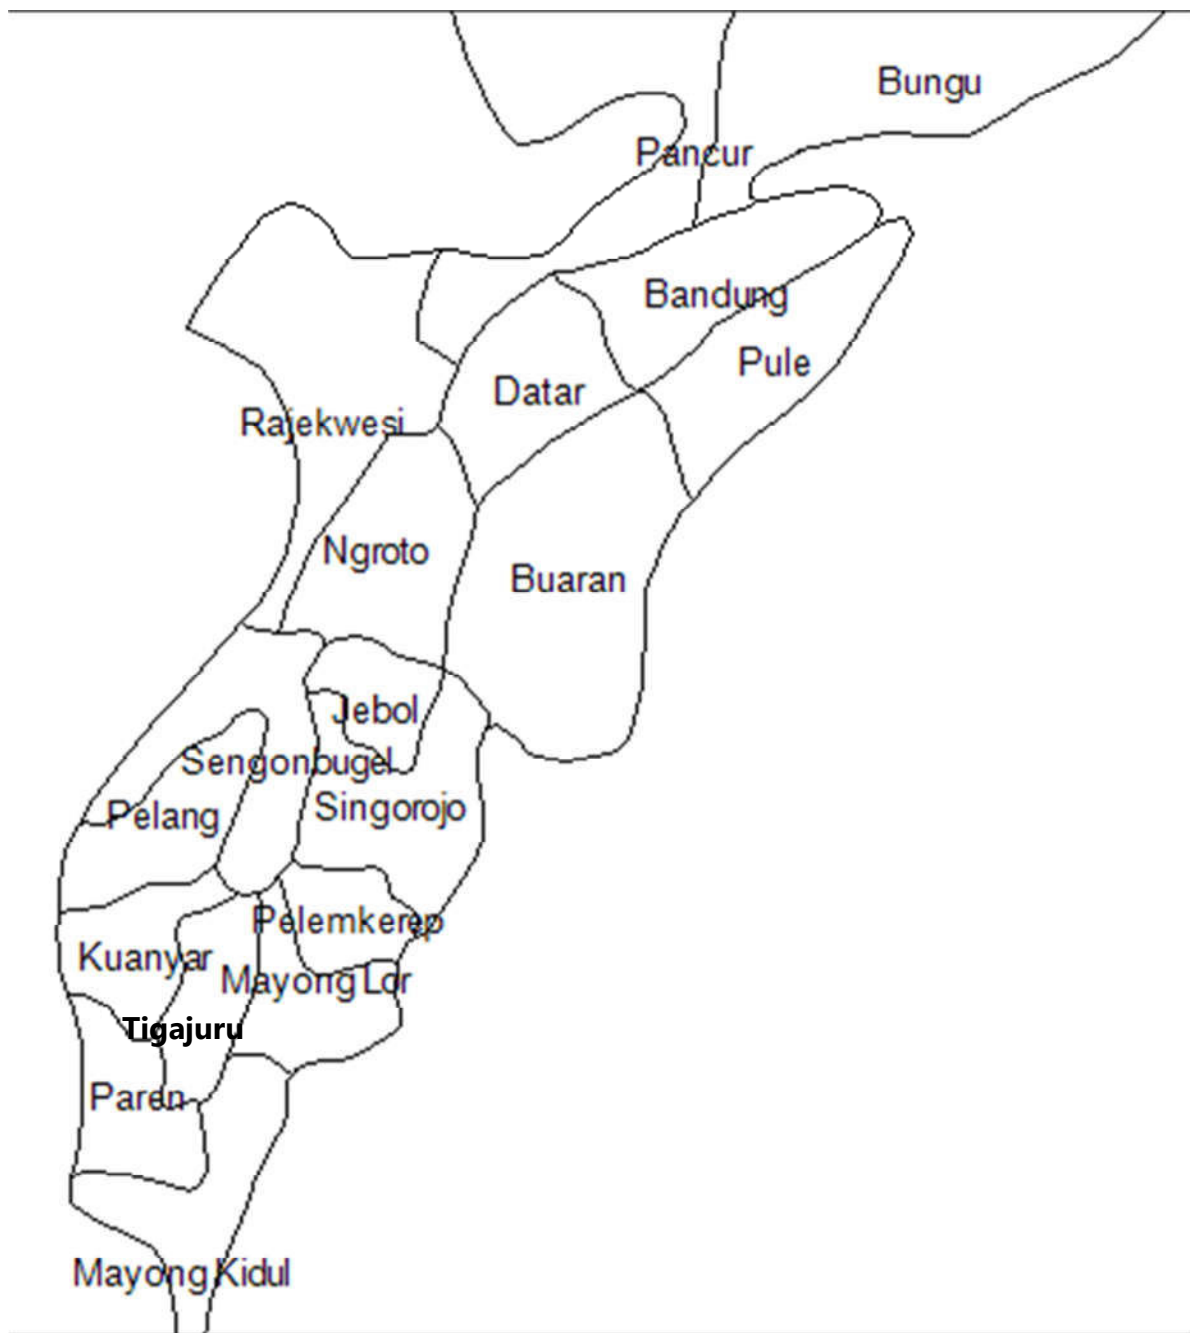 Bungu
Pancur
Bandung
Pule
Datar
Rajekwesi
Ngroto
Buaran
Jebol
Sengonbugel
Singorojo
Pelang
Pelemkerep
Kuanyar
Mayong Lor
Tigajuru
Paren
Mayong Kidul